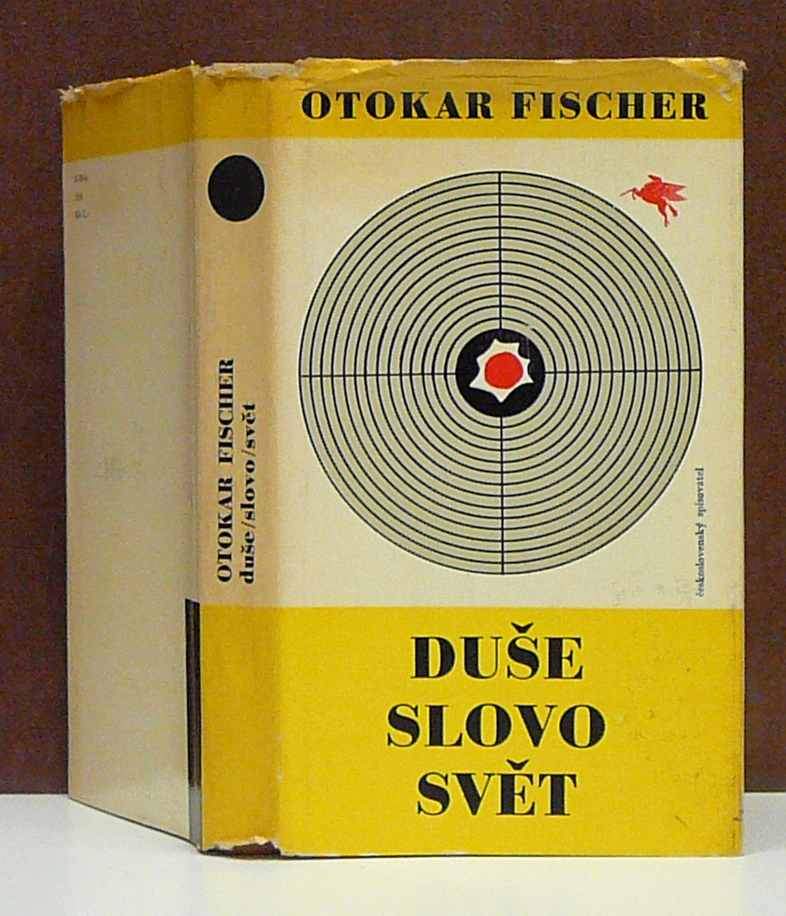 OTOKAR FISCHER
československý spisovatel
DUŠE
SLOVO
SVĚT
OTOKAR FISCHER
duše/slovo/svět